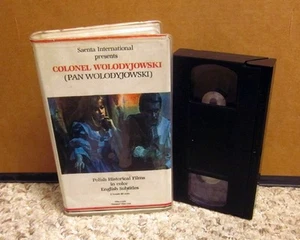 Saenta International
presents
COLONEL WOLODYJOWSKI
(PAN WOLODYJOWSKI)
Polish Historical Films
in color
English Subtitles